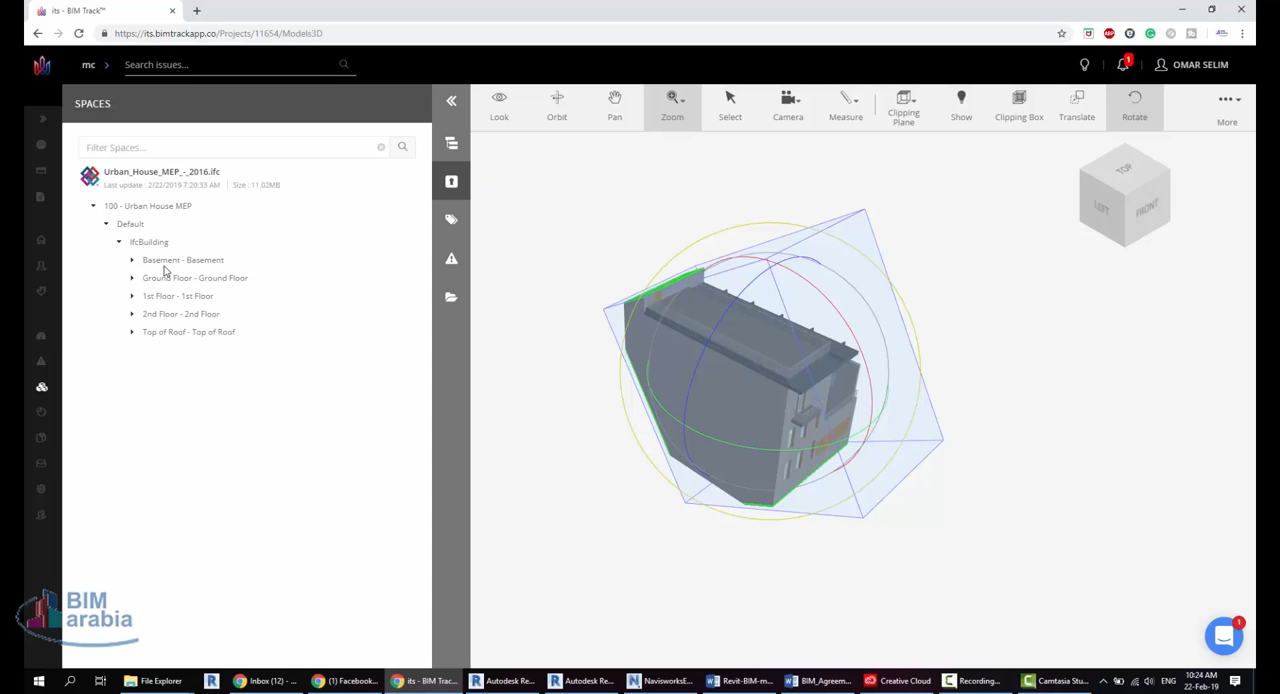 its - BIM Track™
https://its.bimtrackapp.co/Projects/11654/Models3D
mc
Search issues...
1
OMAR SELIM
SPACES
Look
Orbit
Pan
Zoom
Select
Camera
Measure
Clipping Plane
Show
Clipping Box
Translate
Rotate
More
Filter Spaces...
Urban_House_MEP_-_2016.ifc
Last update : 2/22/2019 7:20:33 AM
Size : 11.02MB
100 - Urban House MEP
Default
IfcBuilding
Basement - Basement
Ground Floor - Ground Floor
1st Floor - 1st Floor
2nd Floor - 2nd Floor
Top of Roof - Top of Roof
TOP
LEFT
FRONT
BIM
arabia
1
File Explorer
Inbox (12) - ...
(1) Facebook...
its - BIM Trac...
Autodesk Re...
Autodesk Re...
NavisworksE...
Revit-BIM-m...
BIM_Agreem...
Creative Cloud
Recording...
Camtasia Stu...
ENG
10:24 AM
22-Feb-19